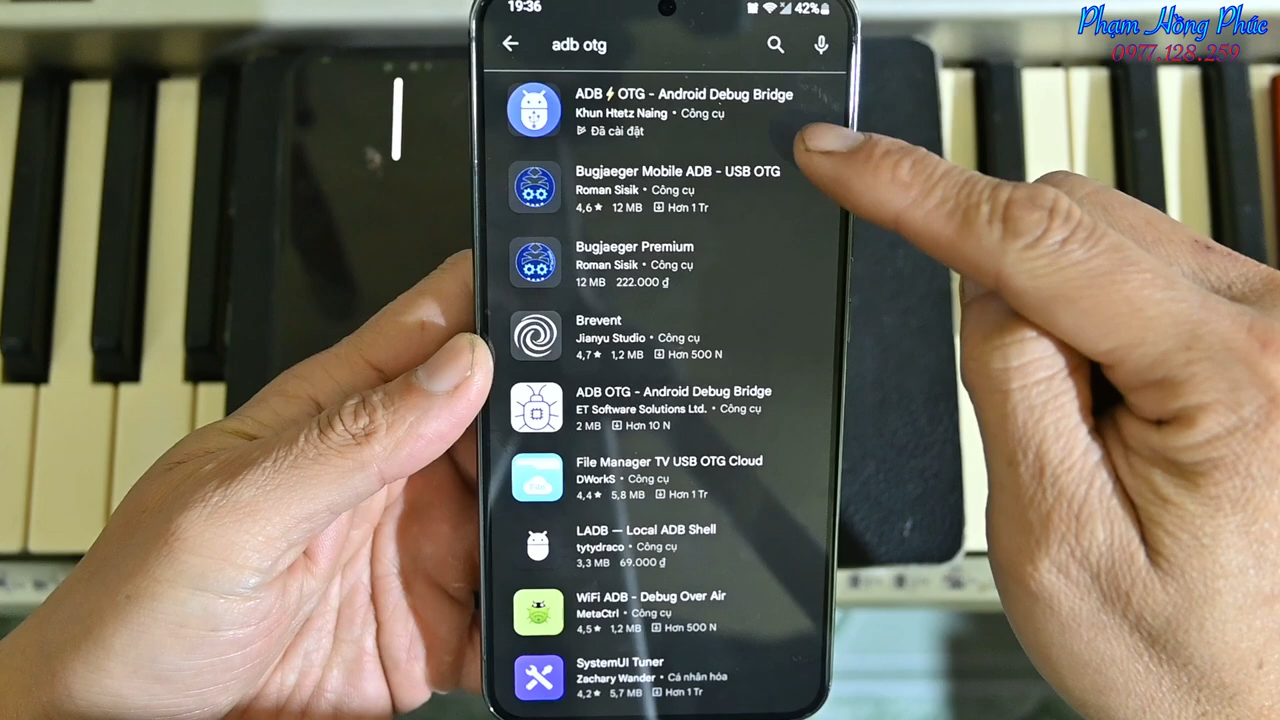 Phạm Hồng Phúc
0977.128.259
19:36
42%
adb otg
ADB⚡OTG - Android Debug Bridge
Khun Htetz Naing • Công cụ
Đã cài đặt
Bugjaeger Mobile ADB - USB OTG
Roman Sisik • Công cụ
4,6★ 12 MB Hơn 1 Tr
Bugjaeger Premium
Roman Sisik • Công cụ
12 MB 222.000 ₫
Brevent
Jianyu Studio • Công cụ
4,7★ 1,2 MB Hơn 500 N
ADB OTG - Android Debug Bridge
ET Software Solutions Ltd. • Công cụ
2 MB Hơn 10 N
File Manager TV USB OTG Cloud
DWorkS • Công cụ
4,4★ 5,8 MB Hơn 1 Tr
LADB — Local ADB Shell
tytydraco • Công cụ
3,3 MB 69.000 ₫
WiFi ADB - Debug Over Air
MetaCtrl • Công cụ
4,5★ 1,2 MB Hơn 500 N
SystemUI Tuner
Zachary Wander • Cá nhân hóa
4,2★ 5,7 MB Hơn 1 Tr